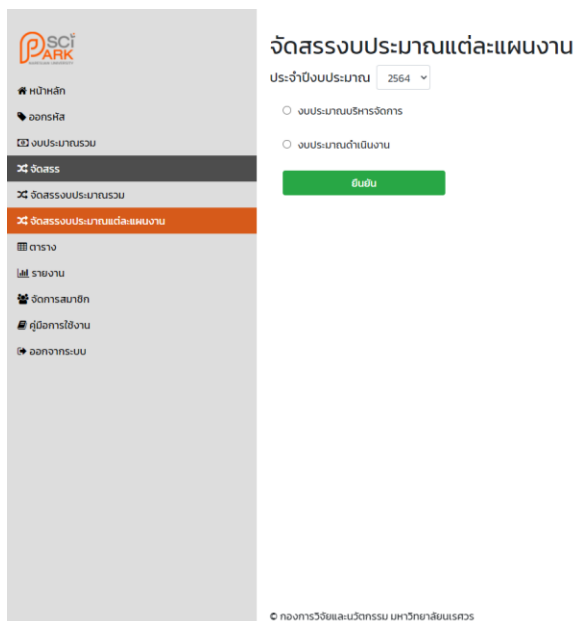 SCI
PARK
NARESUAN UNIVERSITY
หน้าหลัก
ออกรหัส
งบประมาณรวม
จัดสรร
จัดสรรงบประมาณรวม
จัดสรรงบประมาณแต่ละแผนงาน
ตาราง
รายงาน
จัดการสมาชิก
คู่มือการใช้งาน
ออกจากระบบ
จัดสรรงบประมาณแต่ละแผนงาน
ประจำปีงบประมาณ 2564
งบประมาณบริหารจัดการ
งบประมาณดำเนินงาน
ยืนยัน
© กองการวิจัยและนวัตกรรม มหาวิทยาลัยนเรศวร